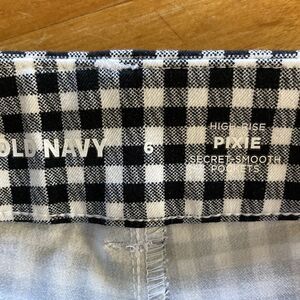 OLD NAVY
6
HIGH-RISE
PIXIE
SECRET-SMOOTH
POCKETS